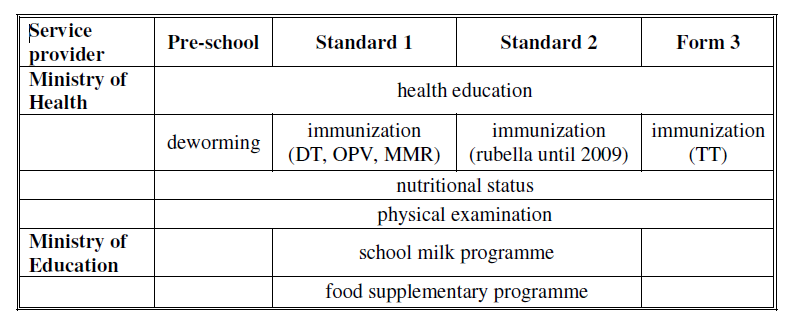 Service provider Pre-school Standard 1 Standard 2 Form 3
Ministry of Health health education
deworming immunization (DT, OPV, MMR) immunization (rubella until 2009) immunization (TT)
nutritional status
physical examination
Ministry of Education school milk programme
food supplementary programme